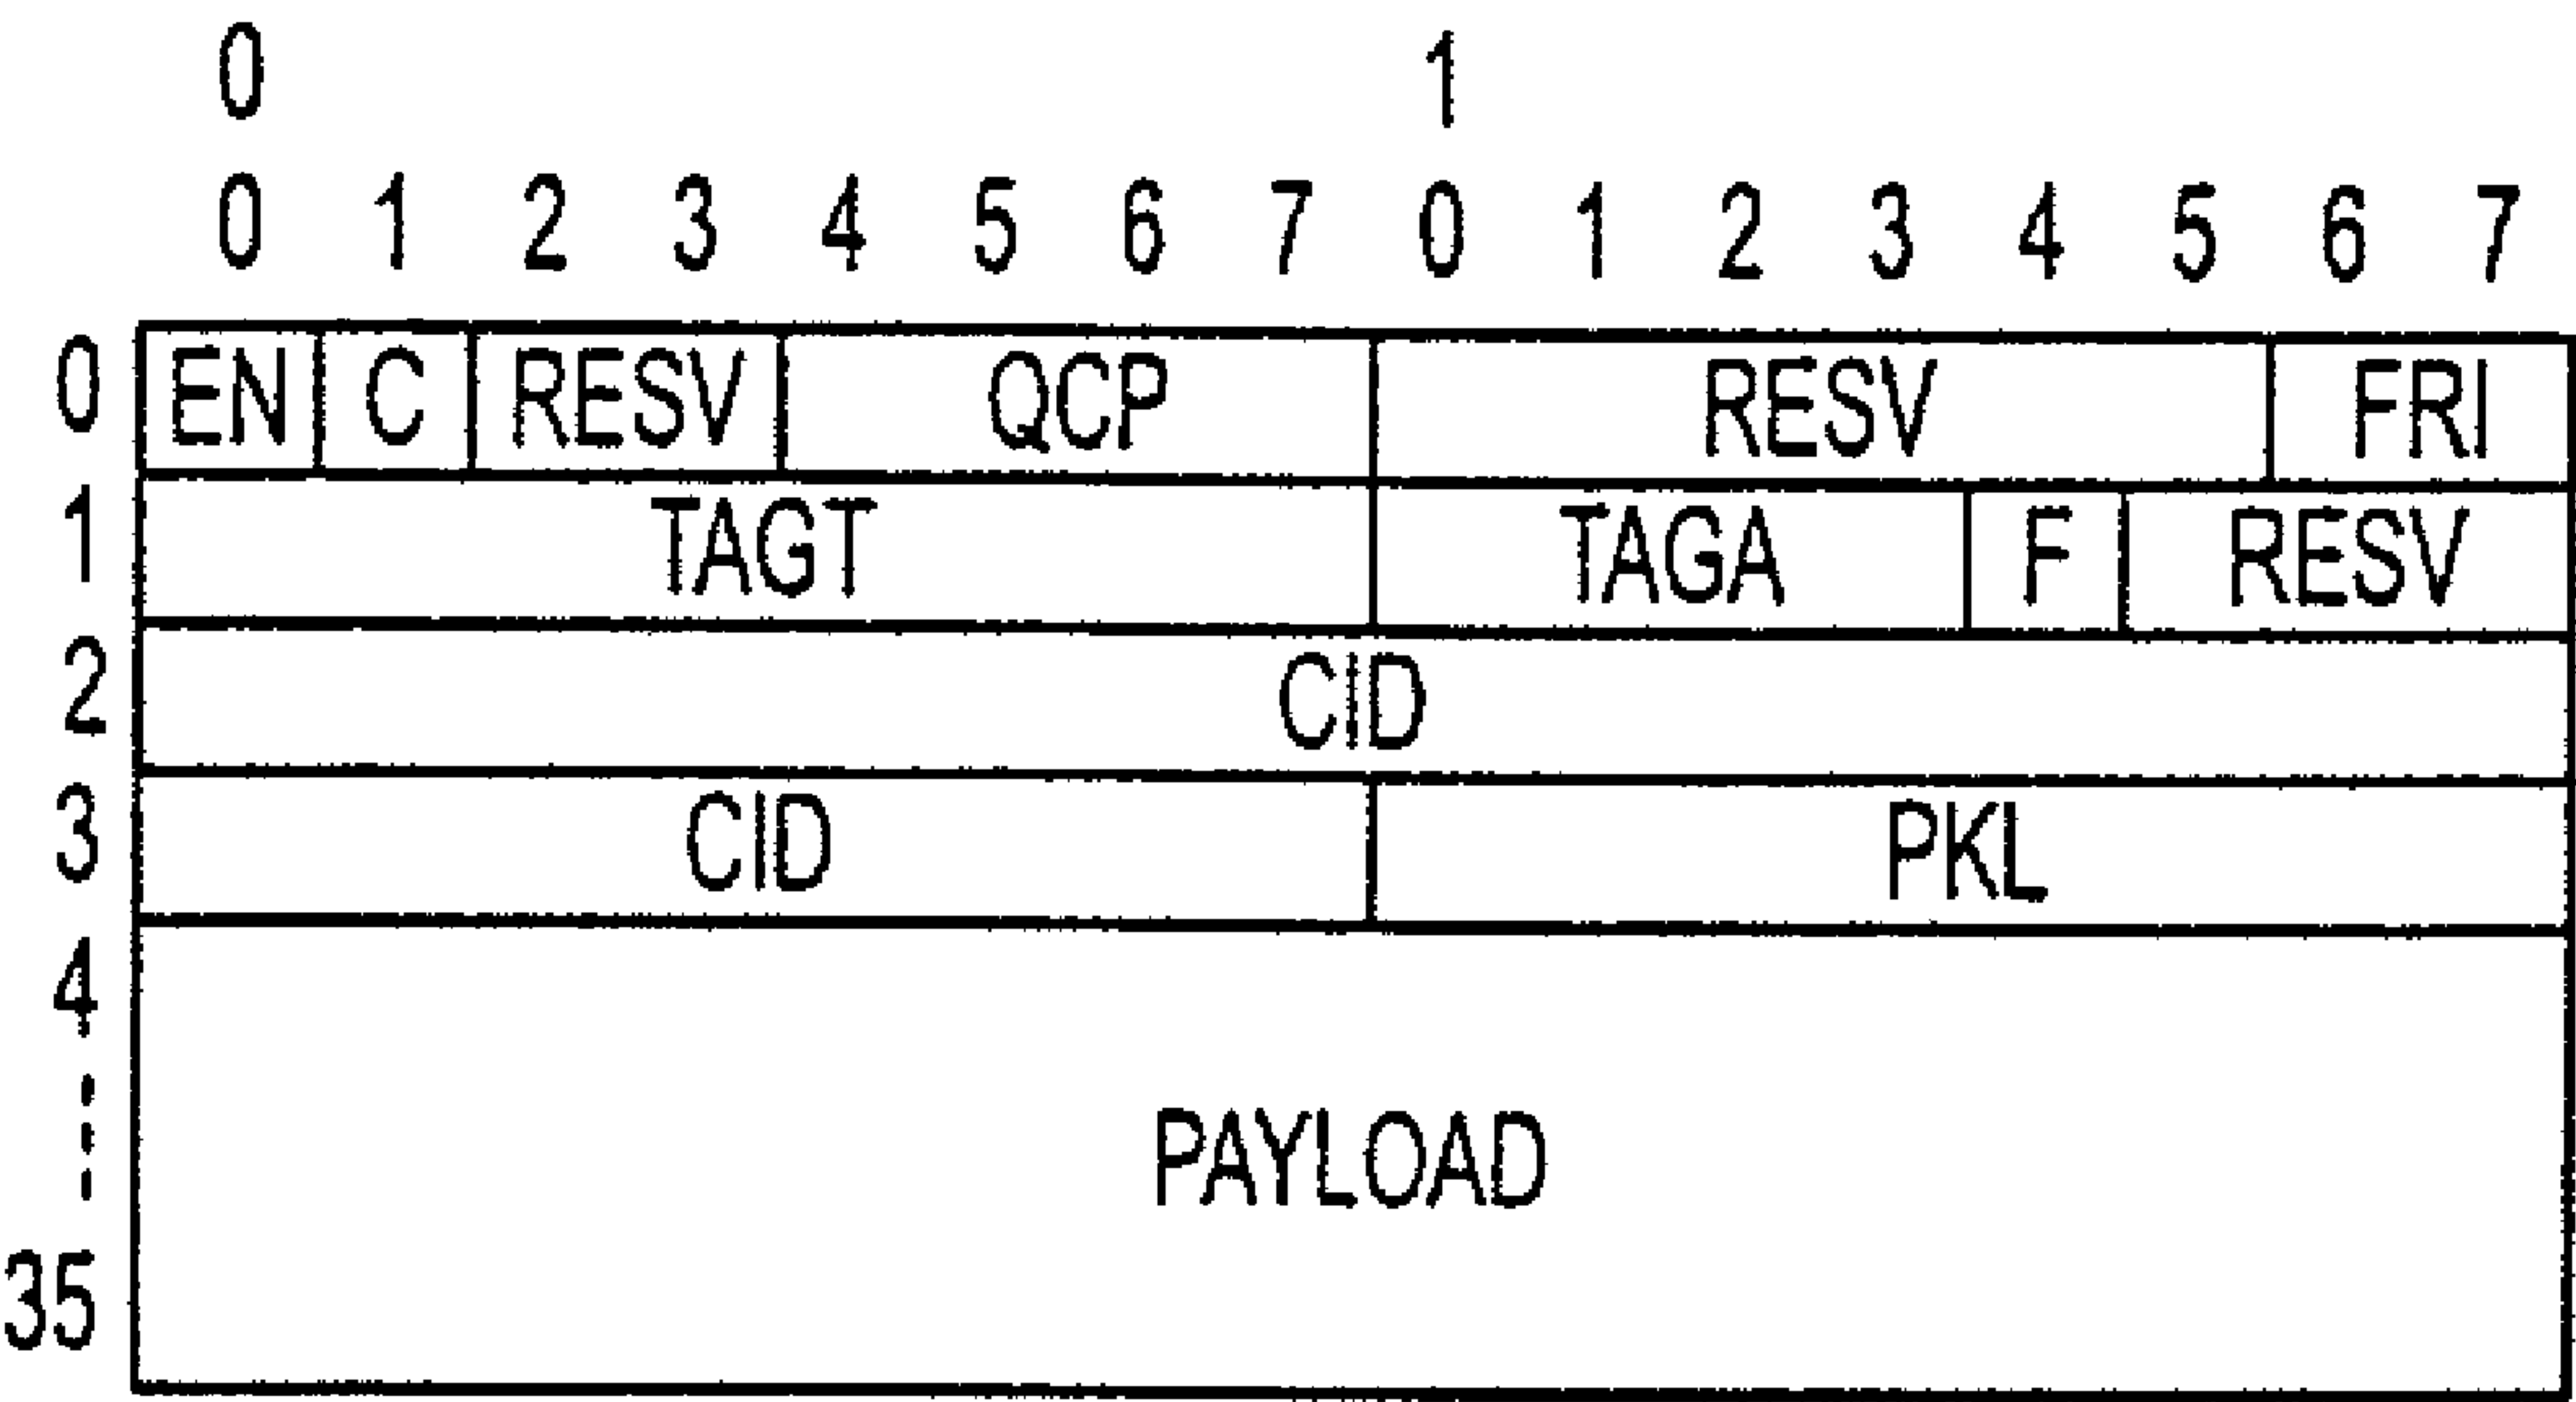 0 1
0 1 2 3 4 5 6 7 0 1 2 3 4 5 6 7
0 EN C RESV QCP RESV FRI
1 TAGT TAGA F RESV
2 CID
3 CID PKL
4
PAYLOAD
35